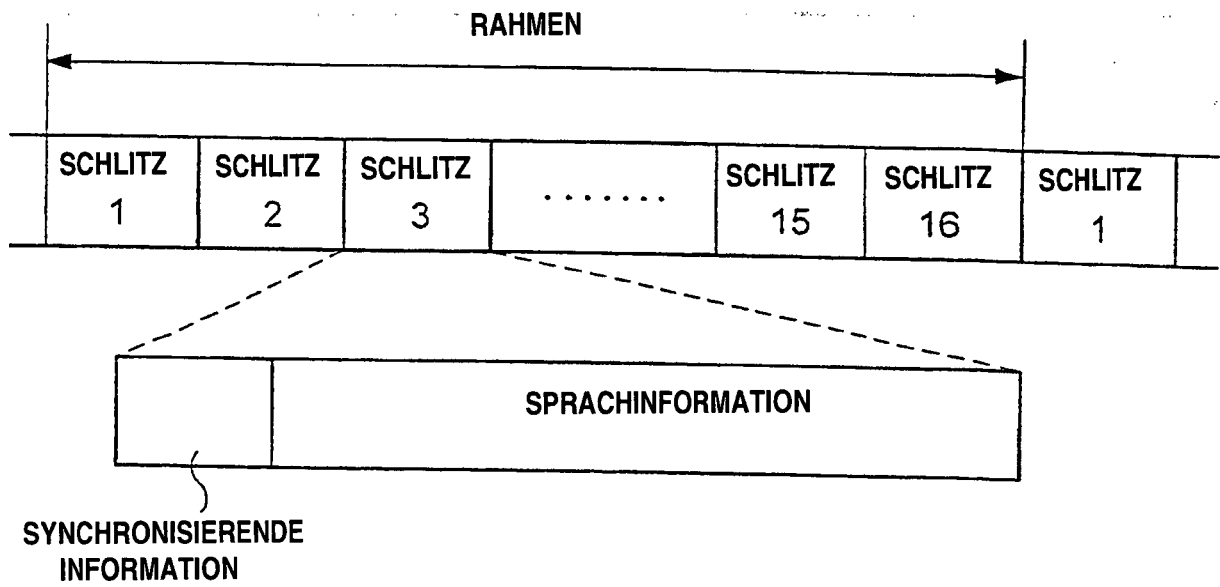 RAHMEN
SCHLITZ SCHLITZ SCHLITZ ....... SCHLITZ SCHLITZ SCHLITZ
1 2 3 15 16 1
SPRACHINFORMATION
SYNCHRONISIERENDE
INFORMATION